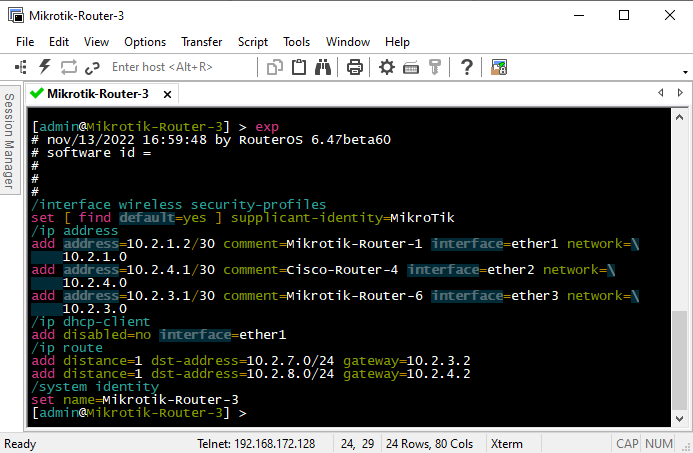 Mikrotik-Router-3
File Edit View Options Transfer Script Tools Window Help
Enter host <Alt+R>
Session Manager
Mikrotik-Router-3
[admin@Mikrotik-Router-3] > exp
# nov/13/2022 16:59:48 by RouterOS 6.47beta60
# software id =
#
#
#
/interface wireless security-profiles
set [ find default=yes ] supplicant-identity=MikroTik
/ip address
add address=10.2.1.2/30 comment=Mikrotik-Router-1 interface=ether1 network=\
    10.2.1.0
add address=10.2.4.1/30 comment=Cisco-Router-4 interface=ether2 network=\
    10.2.4.0
add address=10.2.3.1/30 comment=Mikrotik-Router-6 interface=ether3 network=\
    10.2.3.0
/ip dhcp-client
add disabled=no interface=ether1
/ip route
add distance=1 dst-address=10.2.7.0/24 gateway=10.2.3.2
add distance=1 dst-address=10.2.8.0/24 gateway=10.2.4.2
/system identity
set name=Mikrotik-Router-3
[admin@Mikrotik-Router-3] >
Ready Telnet: 192.168.172.128 24, 29 24 Rows, 80 Cols Xterm CAP NUM